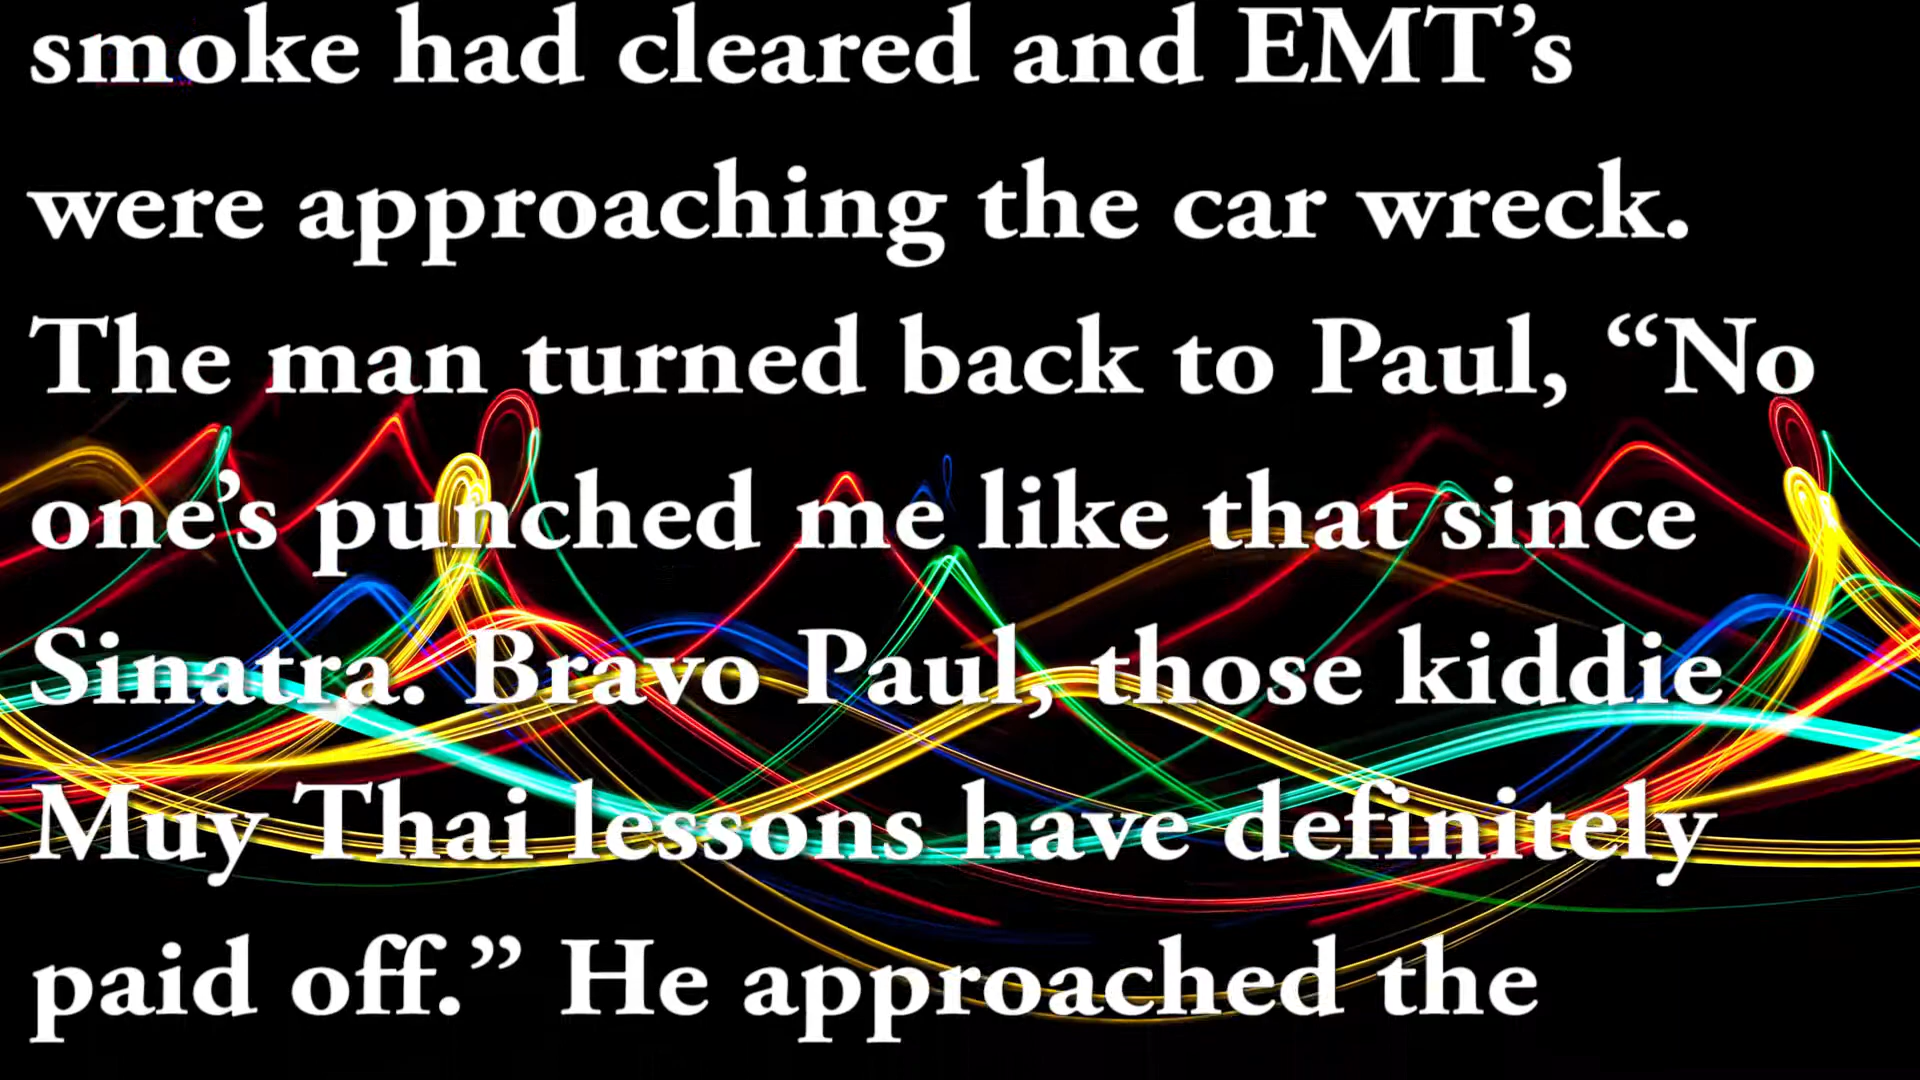 smoke had cleared and EMT’s
were approaching the car wreck.
The man turned back to Paul, “No
one’s punched me like that since
Sinatra. Bravo Paul, those kiddie
Muy Thai lessons have definitely
paid off.” He approached the